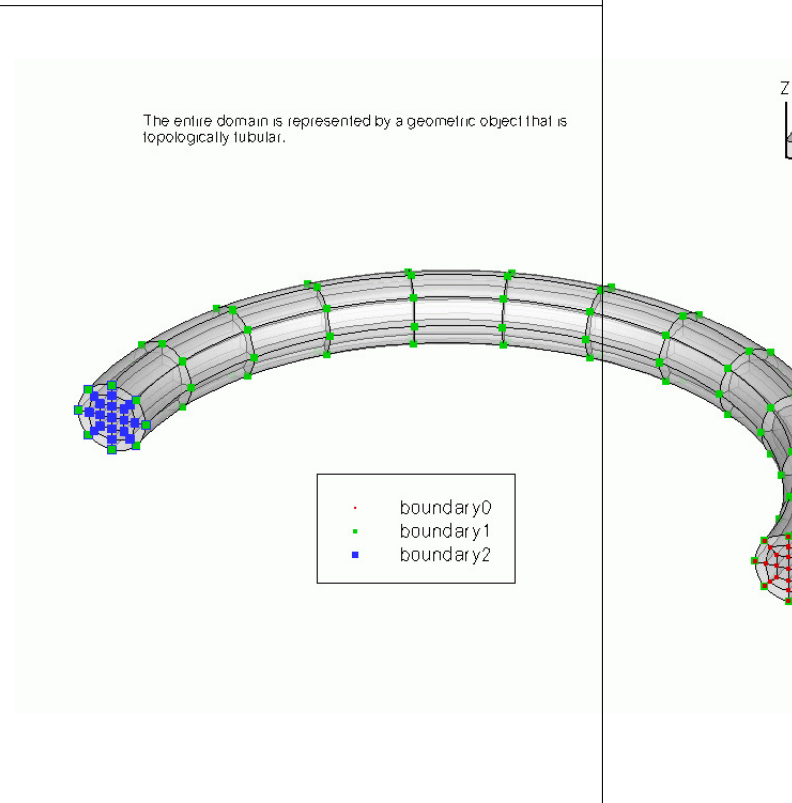 The entire domain is represented by a geometric object that is
topologically tubular.
Z
boundary0
boundary1
boundary2